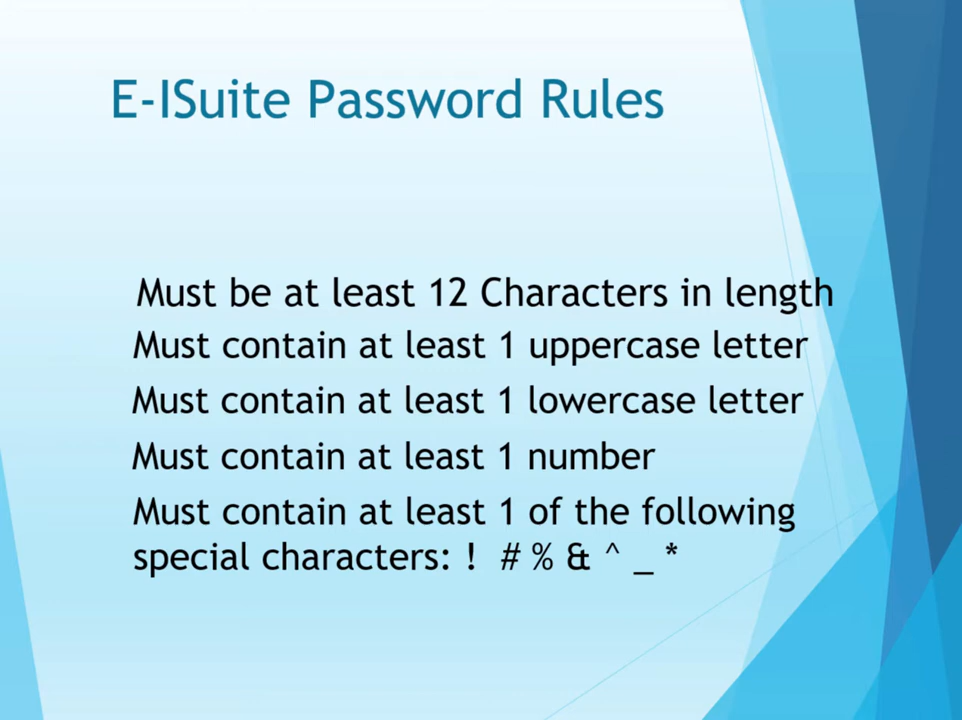 E-ISuite Password Rules
Must be at least 12 Characters in length
Must contain at least 1 uppercase letter
Must contain at least 1 lowercase letter
Must contain at least 1 number
Must contain at least 1 of the following
special characters: ! # % & ^ _ *